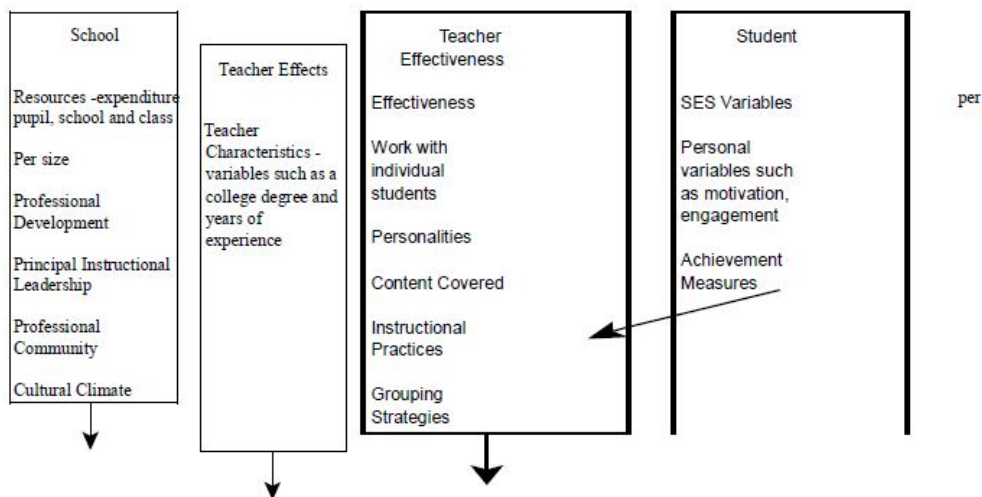 School
Resources -expenditure
pupil, school and class
Per size
Professional
Development
Principal Instructional
Leadership
Professional
Community
Cultural Climate
Teacher Effects
Teacher
Characteristics -
variables such as a
college degree and
years of
experience
Teacher
Effectiveness
Effectiveness
Work with
individual
students
Personalities
Content Covered
Instructional
Practices
Grouping
Strategies
Student
SES Variables
Personal
variables such
as motivation,
engagement
Achievement
Measures
per